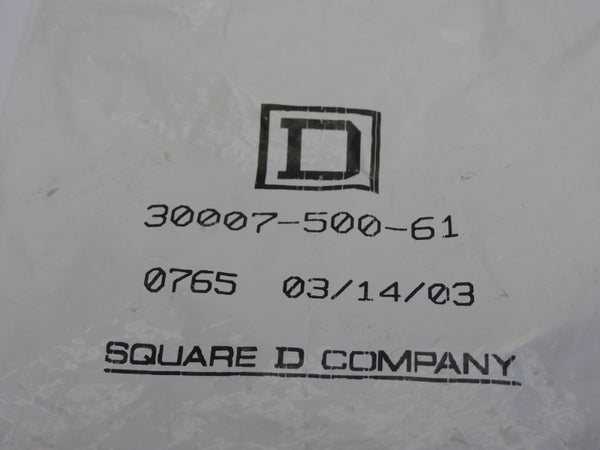 D
30007-500-61
0765 03/14/03
SQUARE D COMPANY